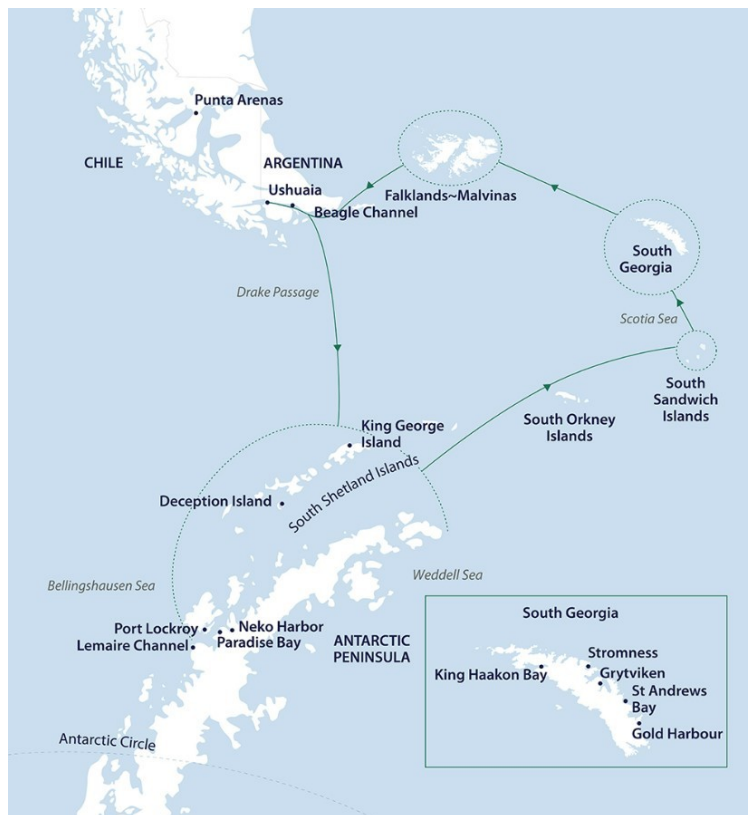 Punta Arenas
CHILE
ARGENTINA
Ushuaia
Beagle Channel
Falklands~Malvinas
South
Georgia
Drake Passage
Scotia Sea
South
Sandwich
Islands
South Orkney
Islands
King George
Island
South Shetland Islands
Deception Island
Weddell Sea
Bellingshausen Sea
Port Lockroy
Neko Harbor
Paradise Bay
Lemaire Channel
ANTARCTIC
PENINSULA
Antarctic Circle
South Georgia
Stromness
King Haakon Bay
Grytviken
St Andrews
Bay
Gold Harbour